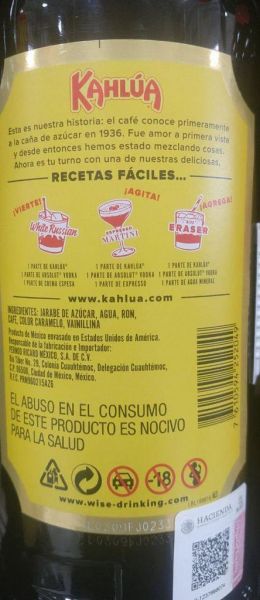 KAHLÚA
Esta es nuestra historia: el café conoce primeramente
a la caña de azúcar en 1936. Fue amor a primera vista
y desde entonces hemos estado mezclando cosas.
Ahora es tu turno con una de nuestras deliciosas.
RECETAS FÁCILES...
¡VIERTE!
¡AGITA!
¡AGREGA!
White Russian
ESPRESSO
MARTINI
ERASER
1 PARTE DE KAHLÚA®
1 PARTE DE ABSOLUT® VODKA
1 PARTE DE CREMA ESPESA
1 PARTE DE KAHLÚA®
1 PARTE DE ABSOLUT® VODKA
1 PARTE DE ESPRESSO
1 PARTE DE KAHLÚA®
1 PARTE DE ABSOLUT® VODKA
1 PARTE DE AGUA MINERAL
www.kahlua.com
INGREDIENTES: JARABE DE AZÚCAR, AGUA, RON,
CAFÉ, COLOR CARAMELO, VAINILLINA
Producto de México envasado en Estados Unidos de América.
Responsable de la fabricación e Importador:
PERNOD RICARD MÉXICO, S.A. DE C.V.
Río Tíber No. 29, Colonia Cuauhtémoc, Delegación Cuauhtémoc,
C.P. 06500, Ciudad de México, México.
EL ABUSO EN EL CONSUMO
DE ESTE PRODUCTO ES NOCIVO
PARA LA SALUD
-18
www.wise-drinking.com
HACIENDA